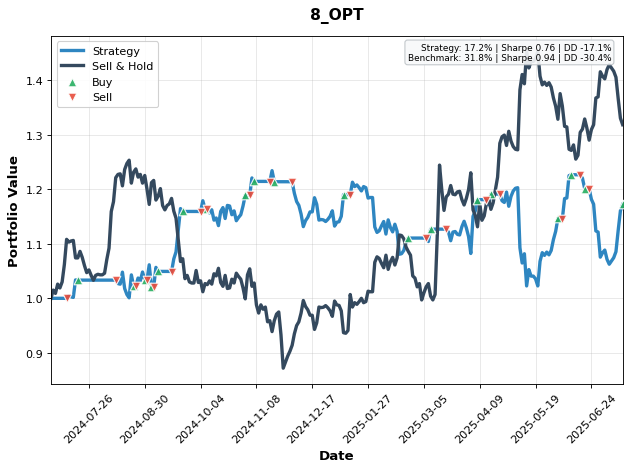 8_OPT
Strategy: 17.2% | Sharpe 0.76 | DD -17.1%
Benchmark: 31.8% | Sharpe 0.94 | DD -30.4%
Strategy
Sell & Hold
Buy
Sell
Portfolio Value
1.4
1.3
1.2
1.1
1.0
0.9
2024-07-26
2024-08-30
2024-10-04
2024-11-08
2024-12-17
2025-01-27
2025-03-05
2025-04-09
2025-05-19
2025-06-24
Date